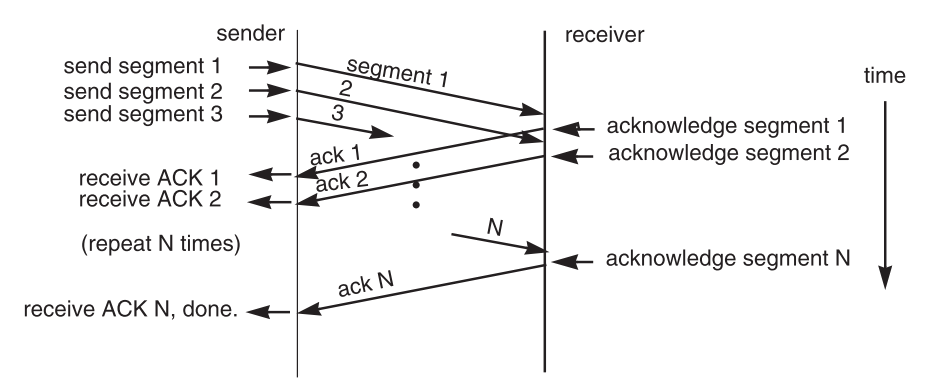 sender
receiver
send segment 1
segment 1
time
send segment 2
2
send segment 3
3
acknowledge segment 1
ack 1
acknowledge segment 2
receive ACK 1
ack 2
receive ACK 2
N
(repeat N times)
acknowledge segment N
ack N
receive ACK N, done.